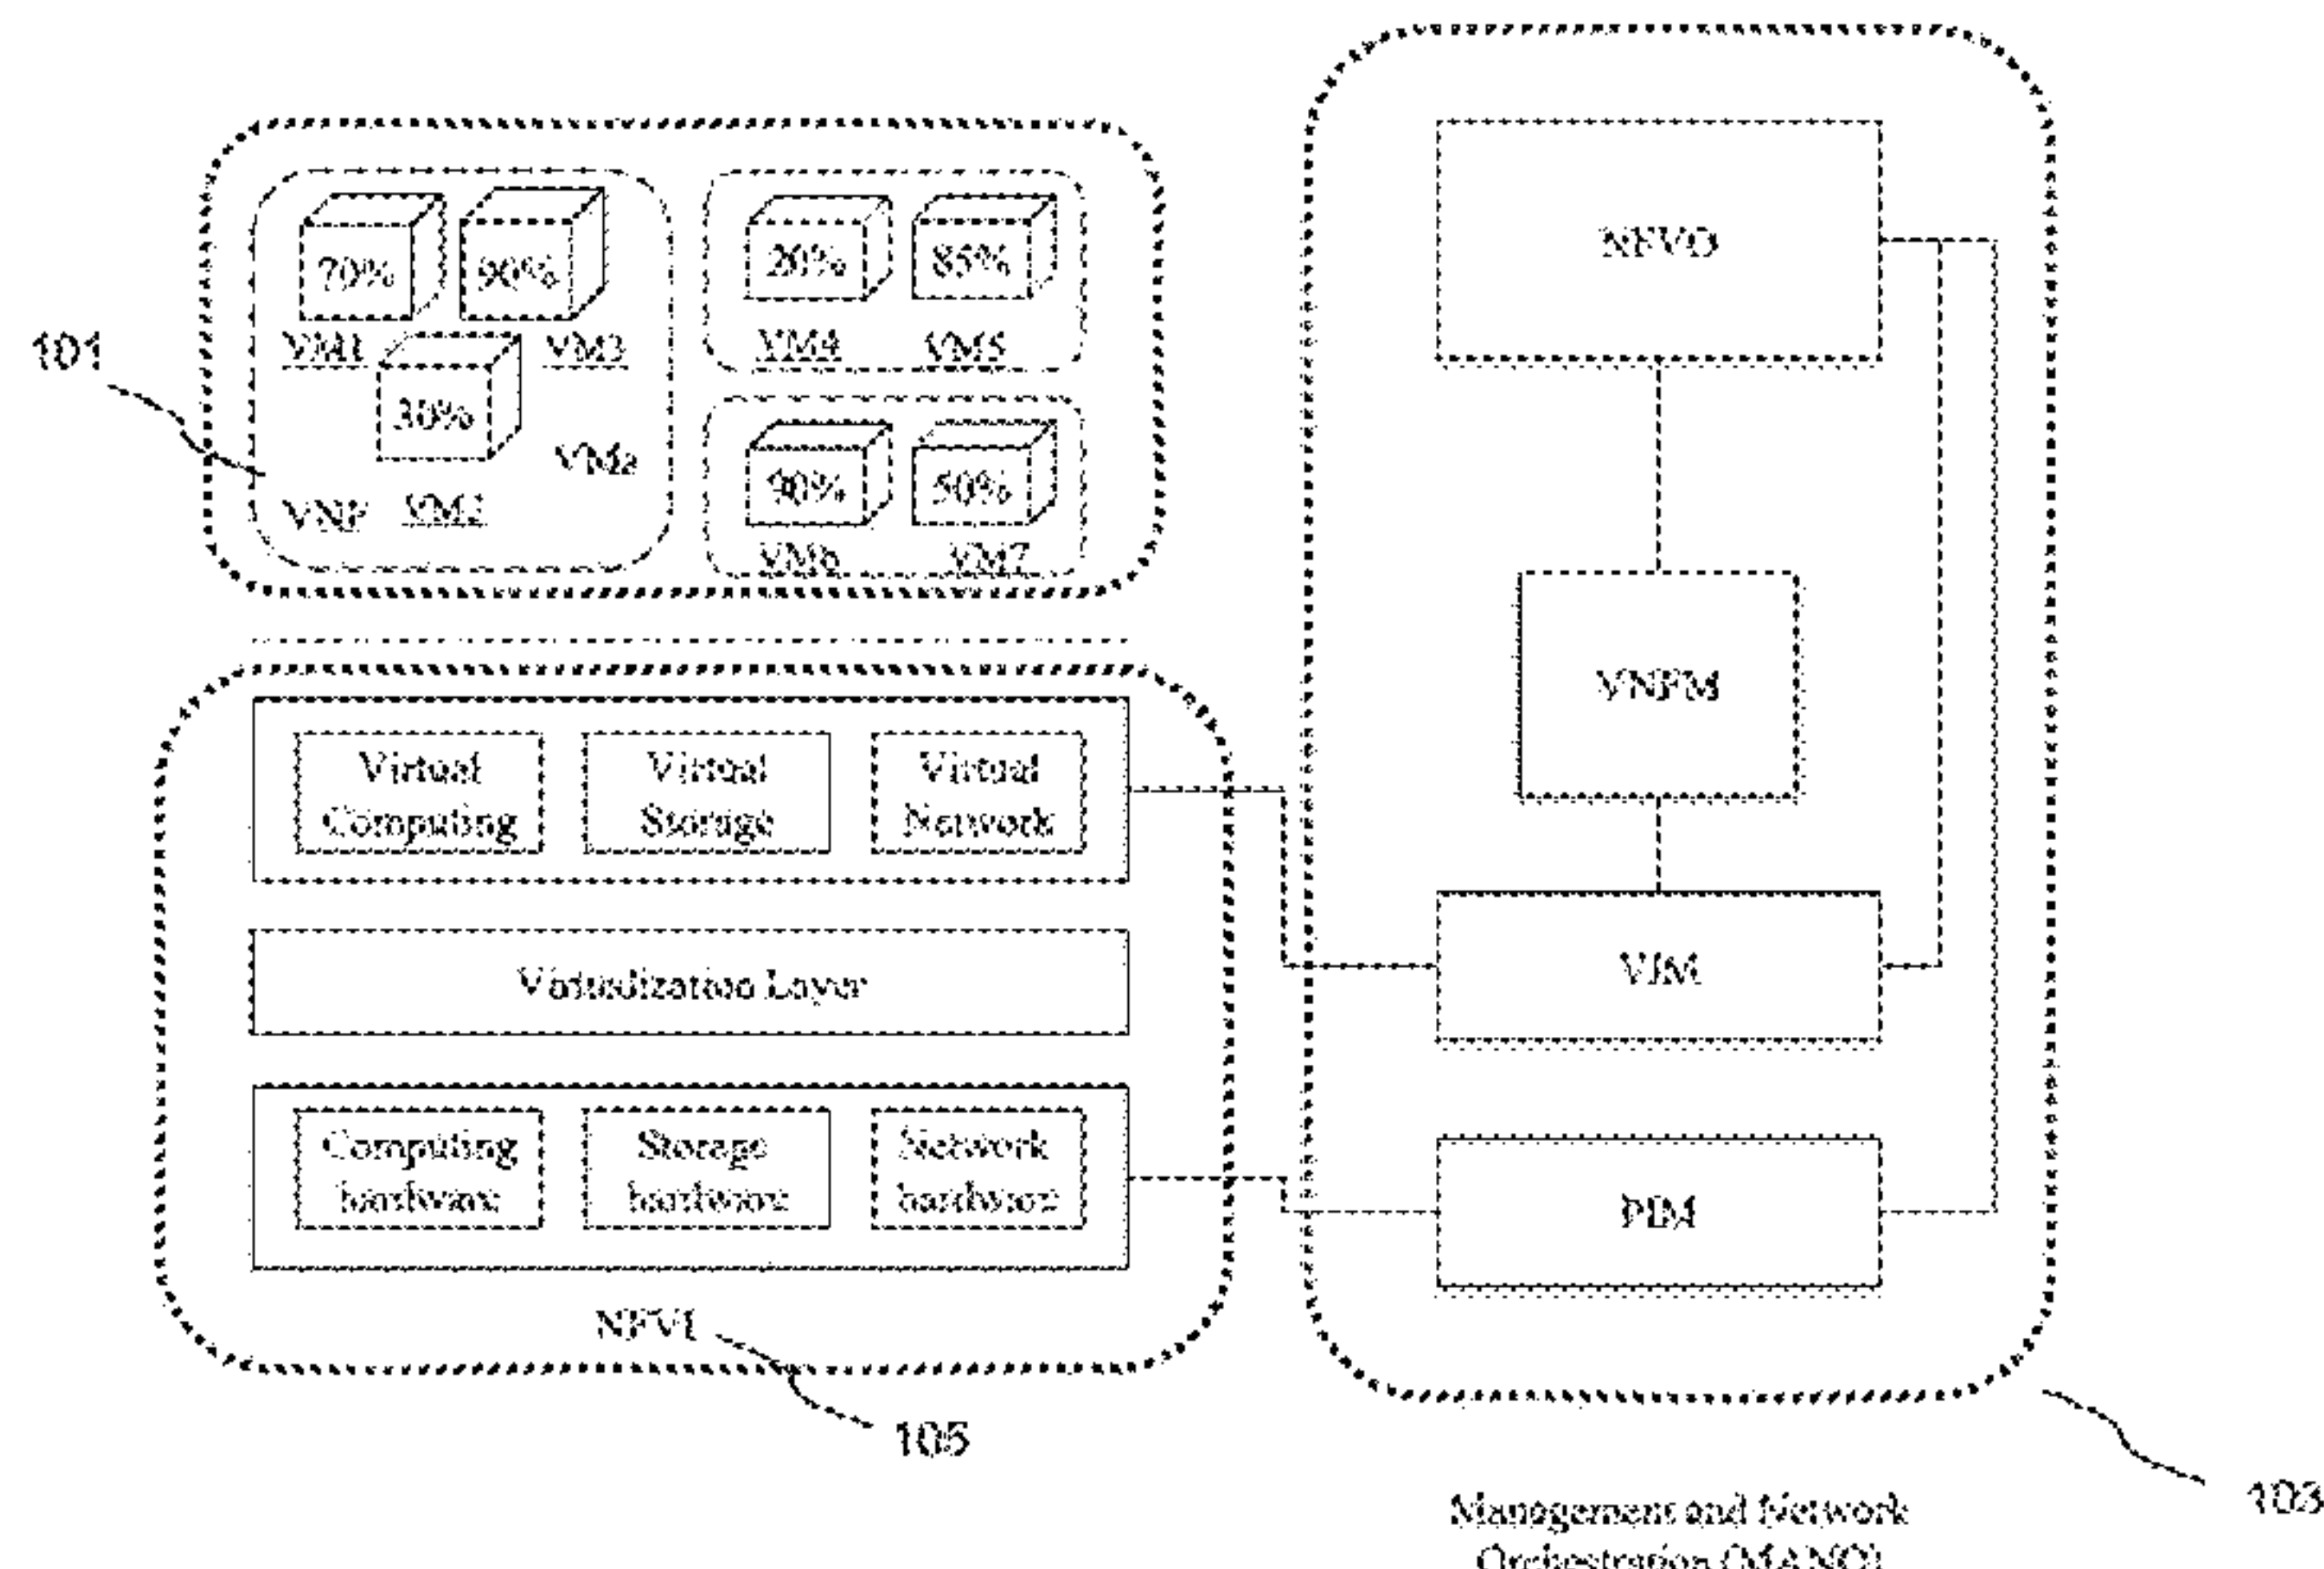 70%
90%
20%
85%
101
VM1
VM3
VM4
VM5
30%
VMs
90%
50%
VNF
VM2
VM6
VM7
NFVO
VNFM
Virtual
Computing
Virtual
Storage
Virtual
Network
Virtualization Layer
VIM
Computing
hardware
Storage
hardware
Network
hardware
PIM
NFVI
105
103
Management and Network
Orchestration (MANO)